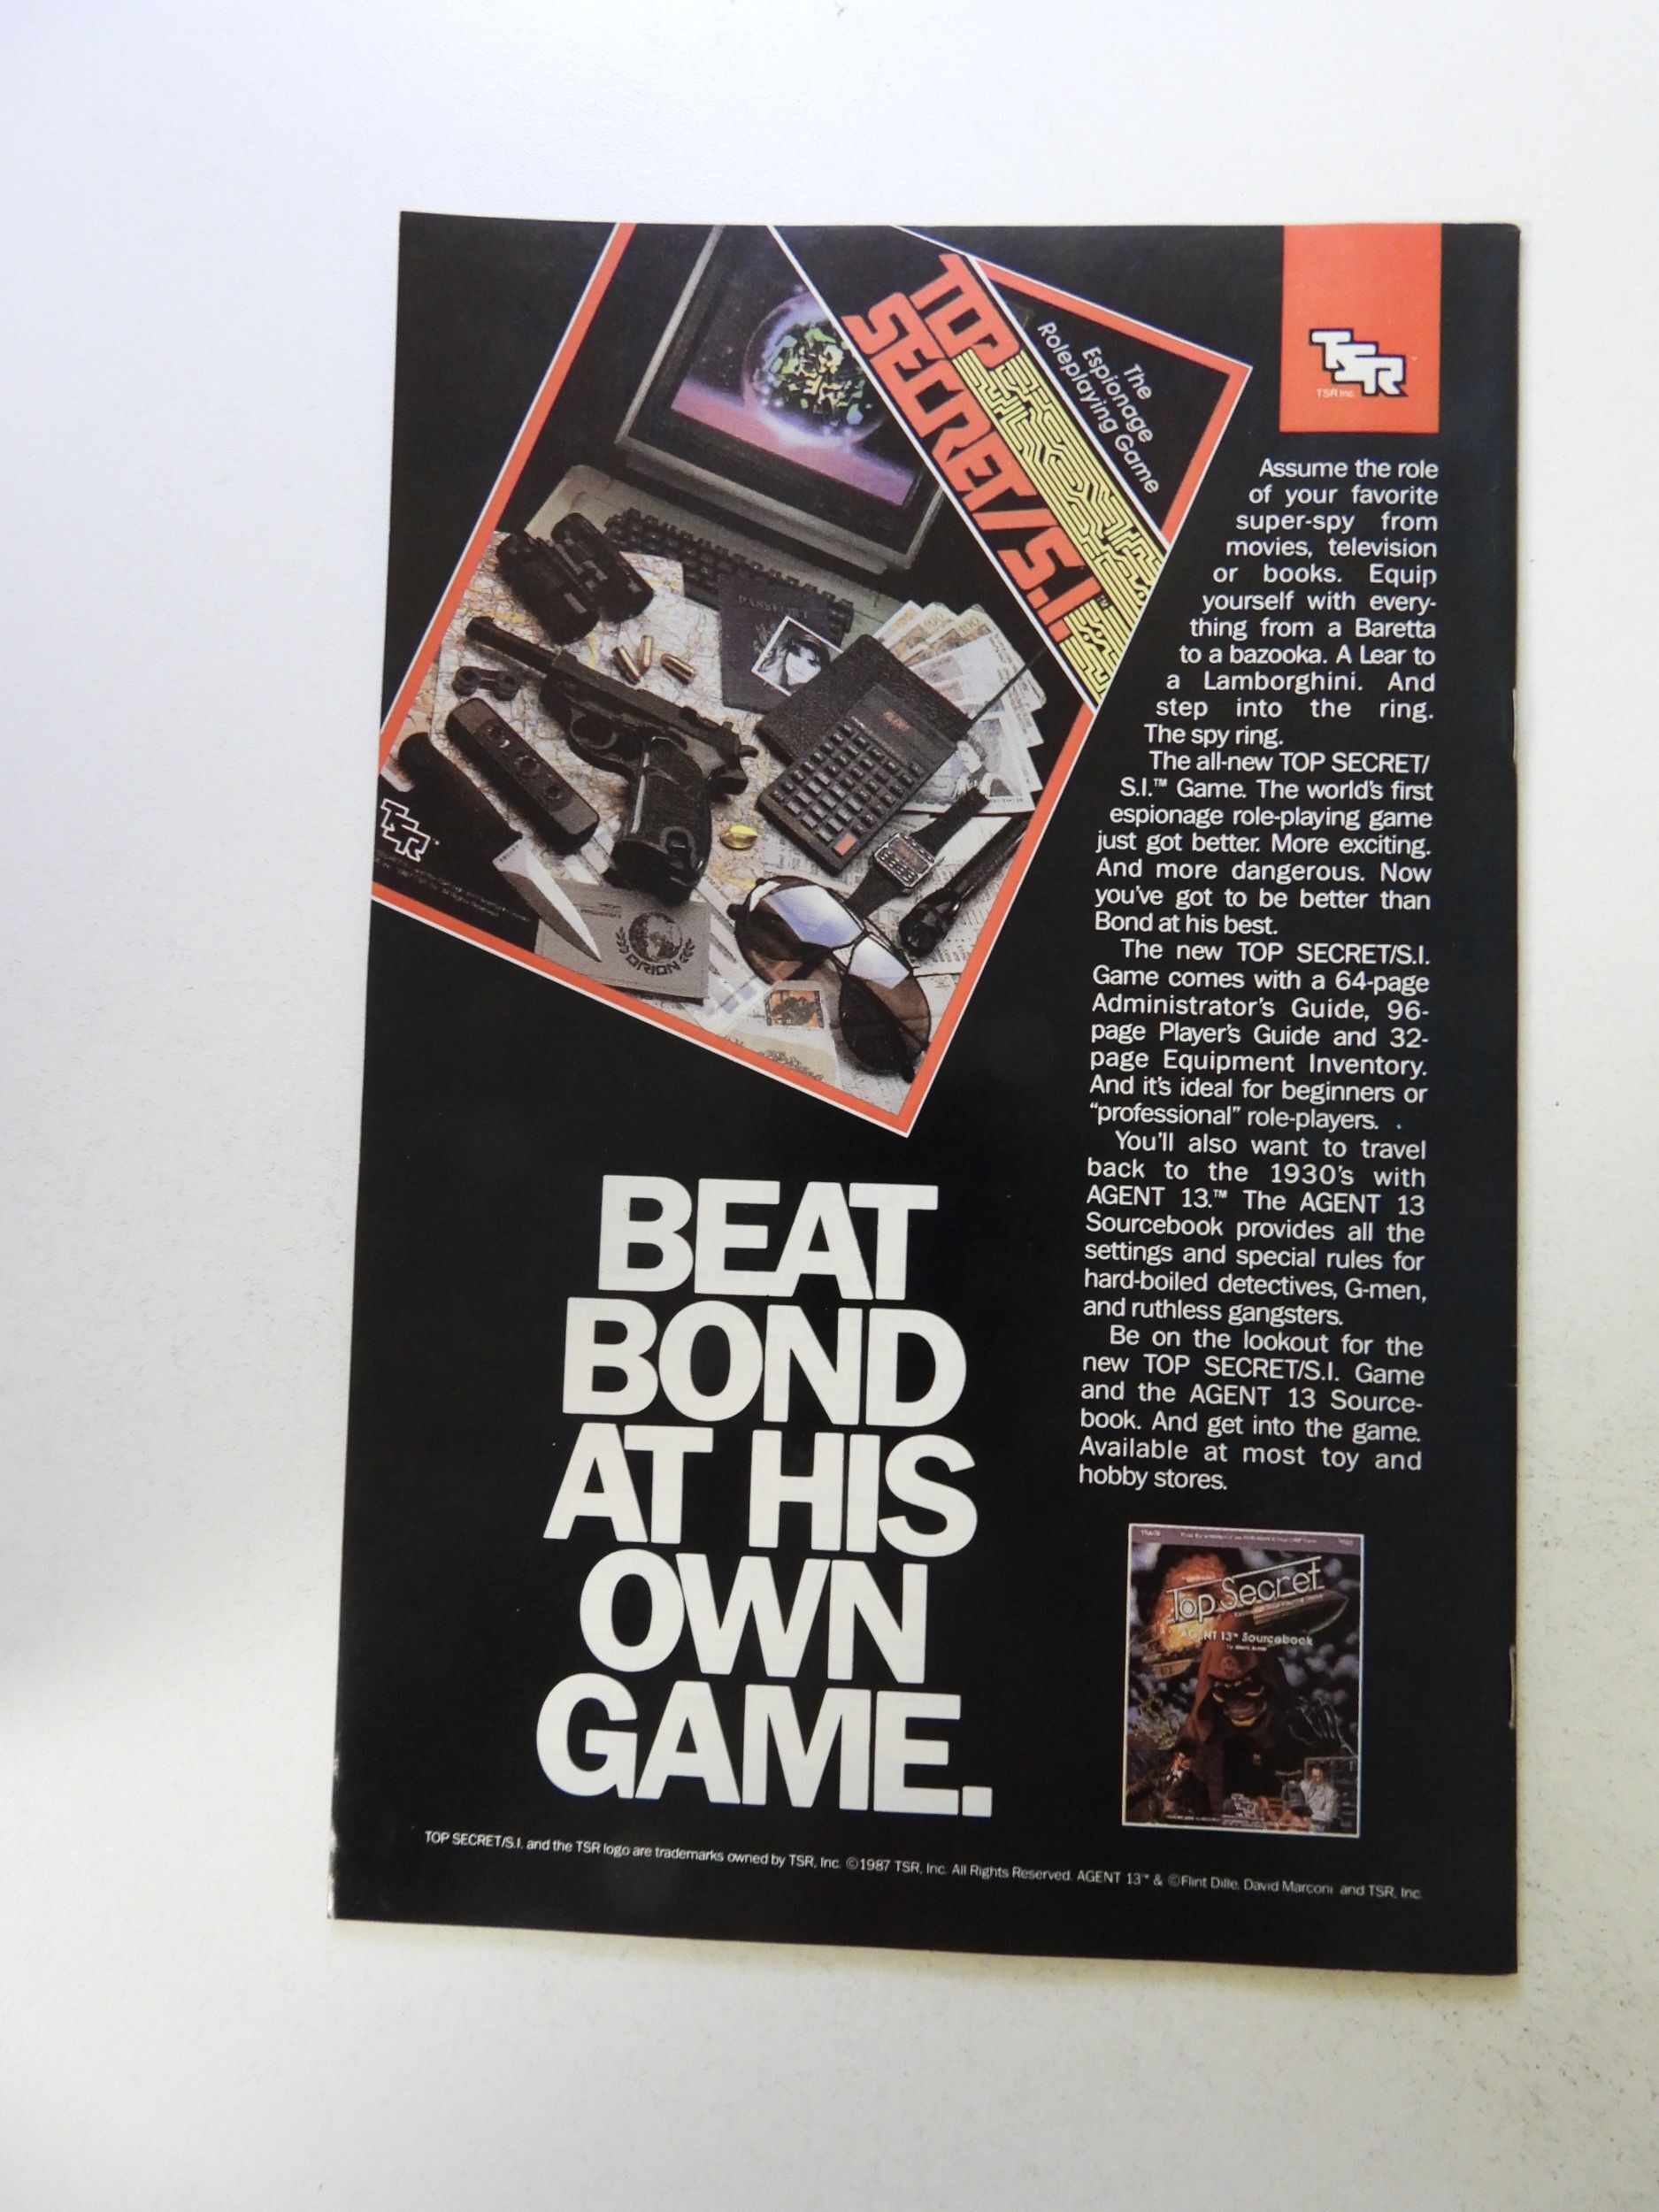 TOP
SECRET/S.I.™
The
Espionage
Roleplaying Game
PASSPORT
ORION
TSR
TSR
TSR Inc.
Assume the role
of your favorite
super-spy from
movies, television
or books. Equip
yourself with every-
thing from a Baretta
to a bazooka. A Lear to
a Lamborghini. And
step into the ring.
The spy ring.
The all-new TOP SECRET/
S.I.™ Game. The world's first
espionage role-playing game
just got better. More exciting.
And more dangerous. Now
you've got to be better than
Bond at his best.
The new TOP SECRET/S.I.
Game comes with a 64-page
Administrator's Guide, 96-
page Player's Guide and 32-
page Equipment Inventory.
And it's ideal for beginners or
"professional" role-players.
You'll also want to travel
back to the 1930's with
AGENT 13.™ The AGENT 13
Sourcebook provides all the
settings and special rules for
hard-boiled detectives, G-men,
and ruthless gangsters.
Be on the lookout for the
new TOP SECRET/S.I. Game
and the AGENT 13 Source-
book. And get into the game.
Available at most toy and
hobby stores.
BEAT
BOND
AT HIS
OWN
GAME.
Top Secret
AGENT 13™ Sourcebook
TOP SECRET/S.I. and the TSR logo are trademarks owned by TSR, Inc. ©1987 TSR, Inc. All Rights Reserved. AGENT 13™ & ©Flint Dille, David Marconi and TSR, Inc.